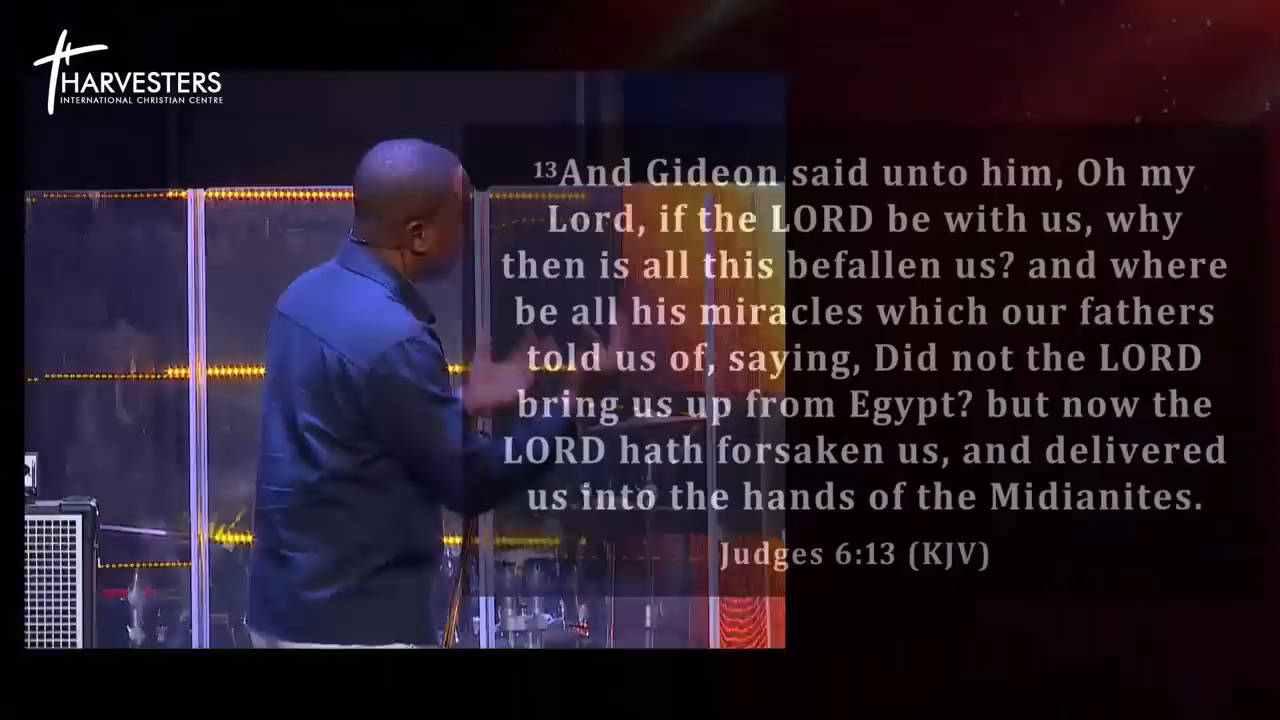 HARVESTERS
INTERNATIONAL CHRISTIAN CENTRE
13And Gideon said unto him, Oh my
Lord, if the LORD be with us, why
then is all this befallen us? and where
be all his miracles which our fathers
told us of, saying, Did not the LORD
bring us up from Egypt? but now the
LORD hath forsaken us, and delivered
us into the hands of the Midianites.
Judges 6:13 (KJV)